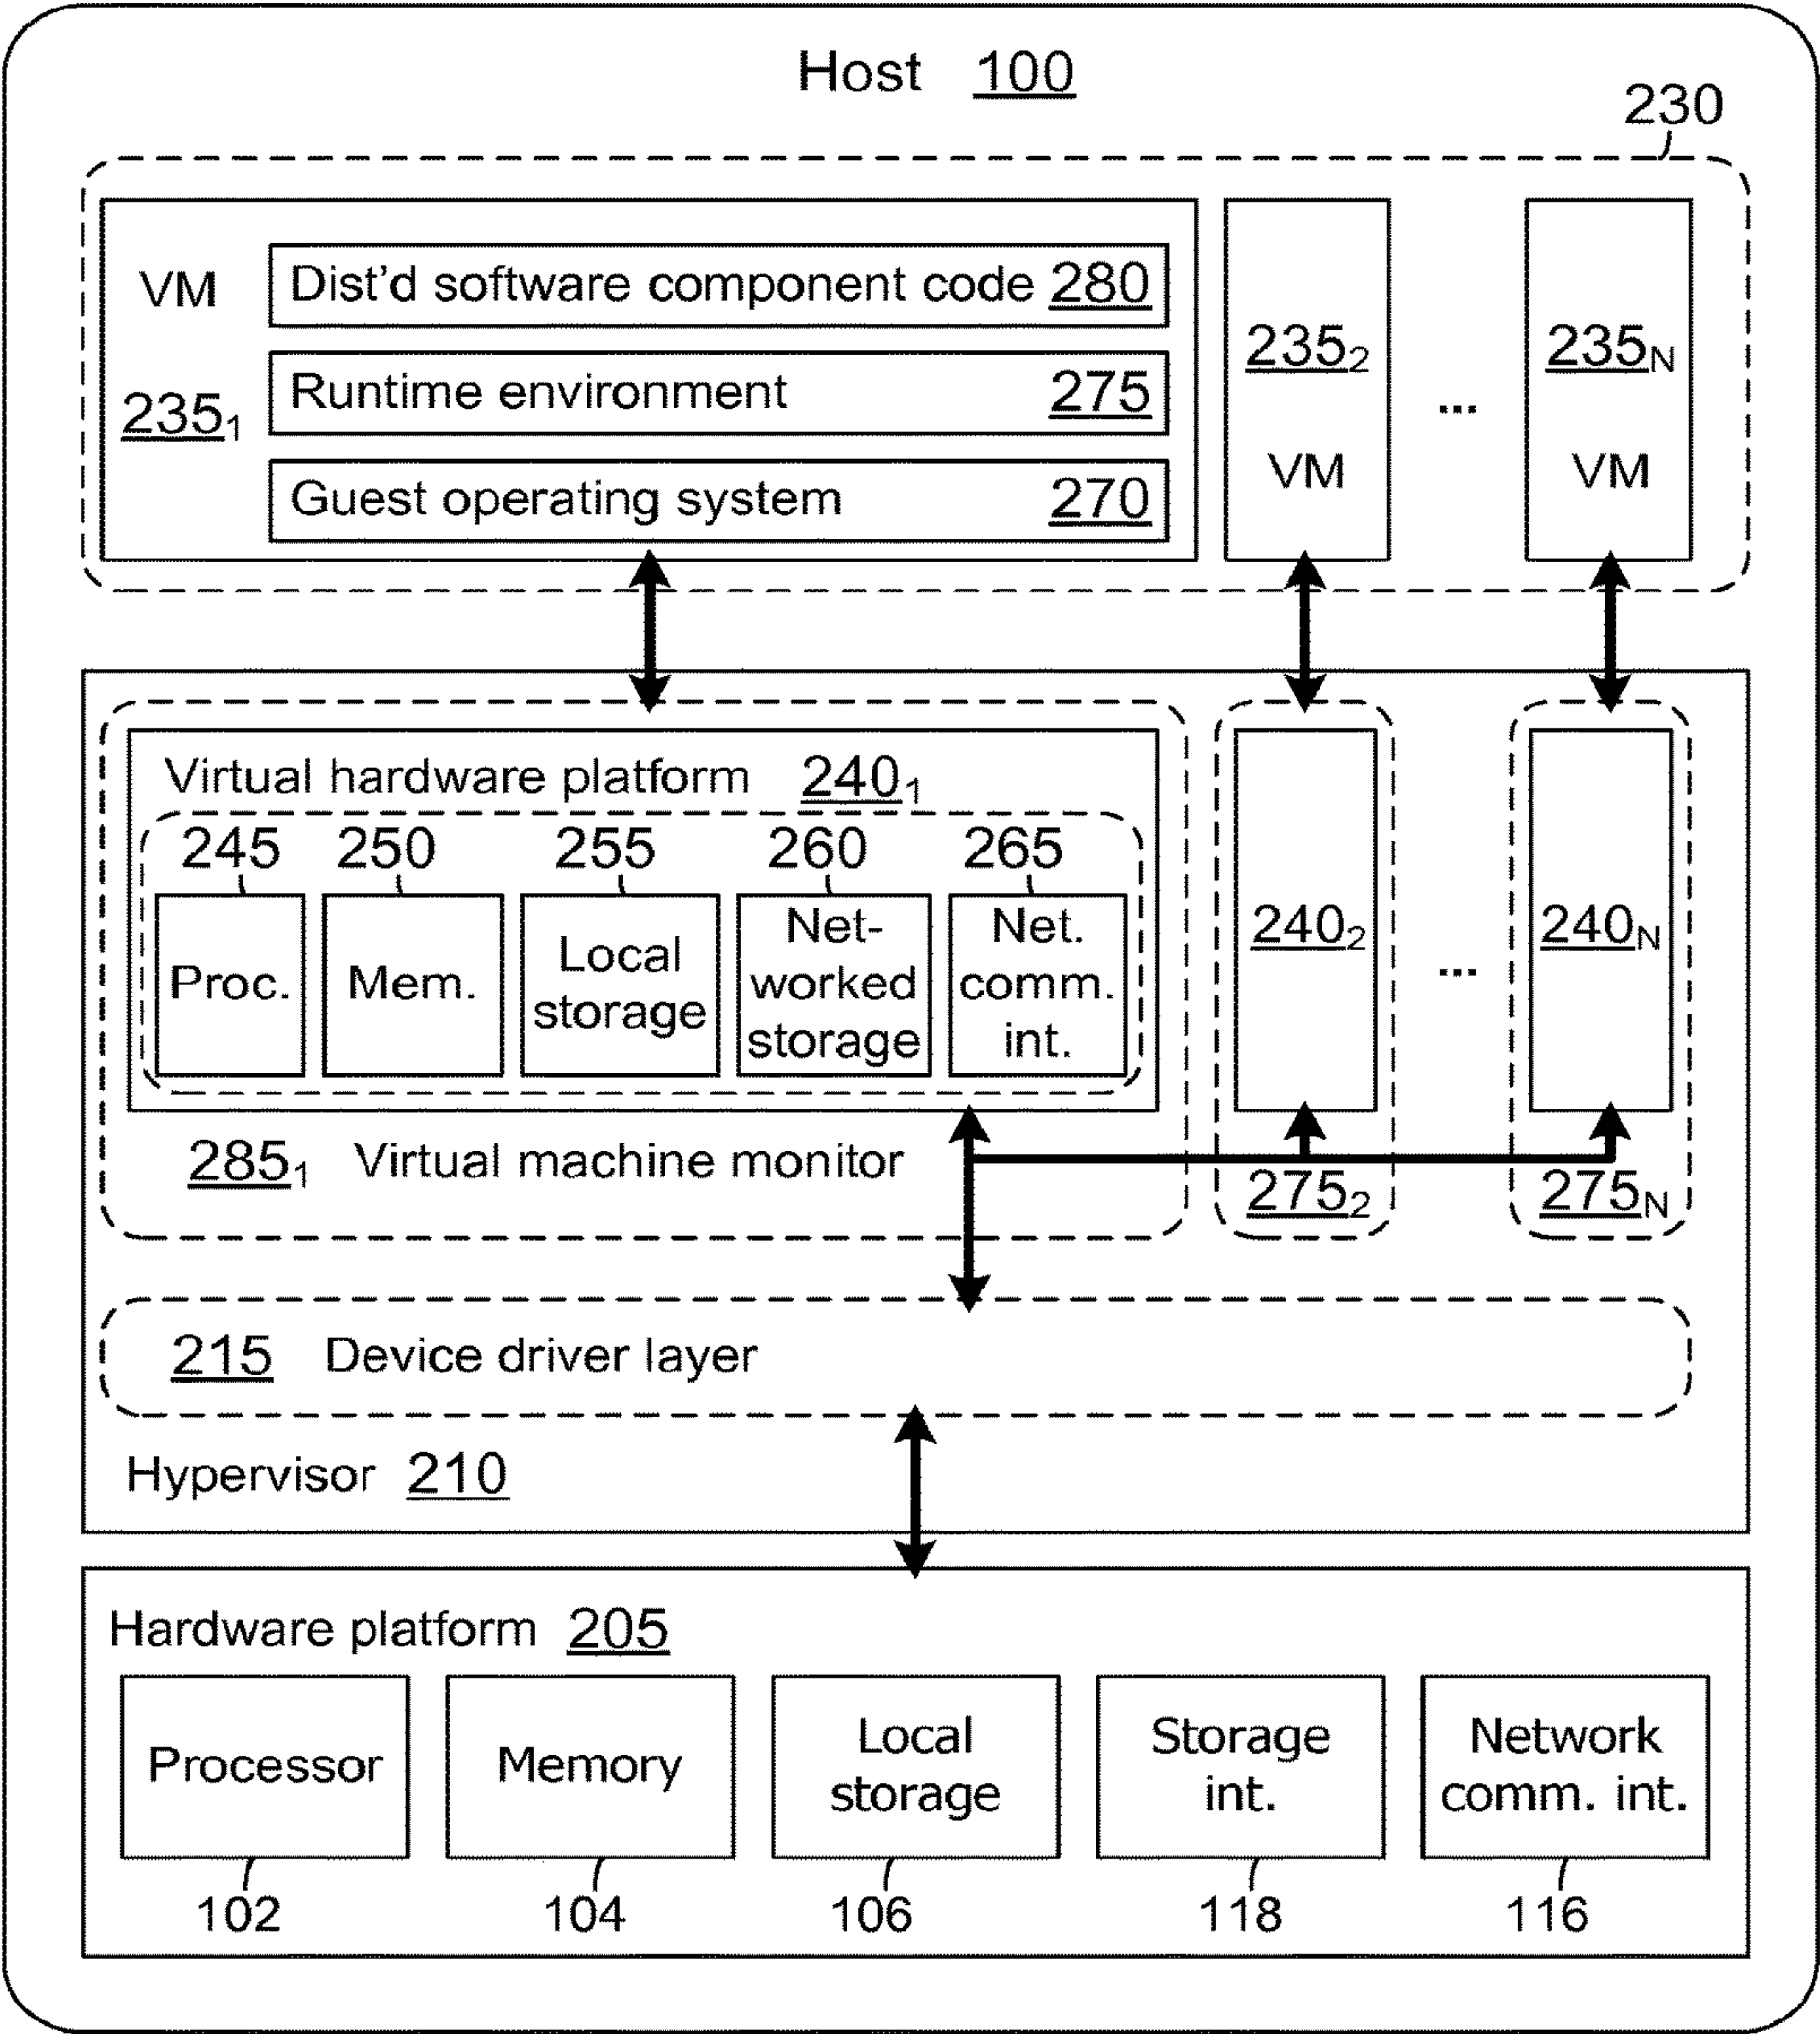 Host 100
230
VM
235₁
Dist'd software component code 280
Runtime environment 275
Guest operating system 270
235₂
VM
...
235N
VM
Virtual hardware platform 240₁
245
250
255
260
265
Proc.
Mem.
Local
storage
Net-
worked
storage
Net.
comm.
int.
240₂
...
240N
285₁ Virtual machine monitor
275₂
275N
215 Device driver layer
Hypervisor 210
Hardware platform 205
Processor
Memory
Local
storage
Storage
int.
Network
comm. int.
102
104
106
118
116